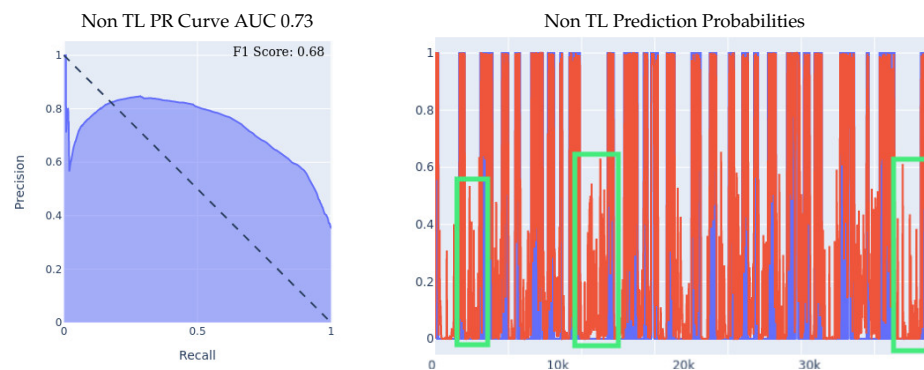 Non TL PR Curve AUC 0.73
F1 Score: 0.68
1
0.8
0.6
0.4
0.2
0
Precision
0 0.5 1
Recall
Non TL Prediction Probabilities
1
0.8
0.6
0.4
0.2
0
0 10k 20k 30k